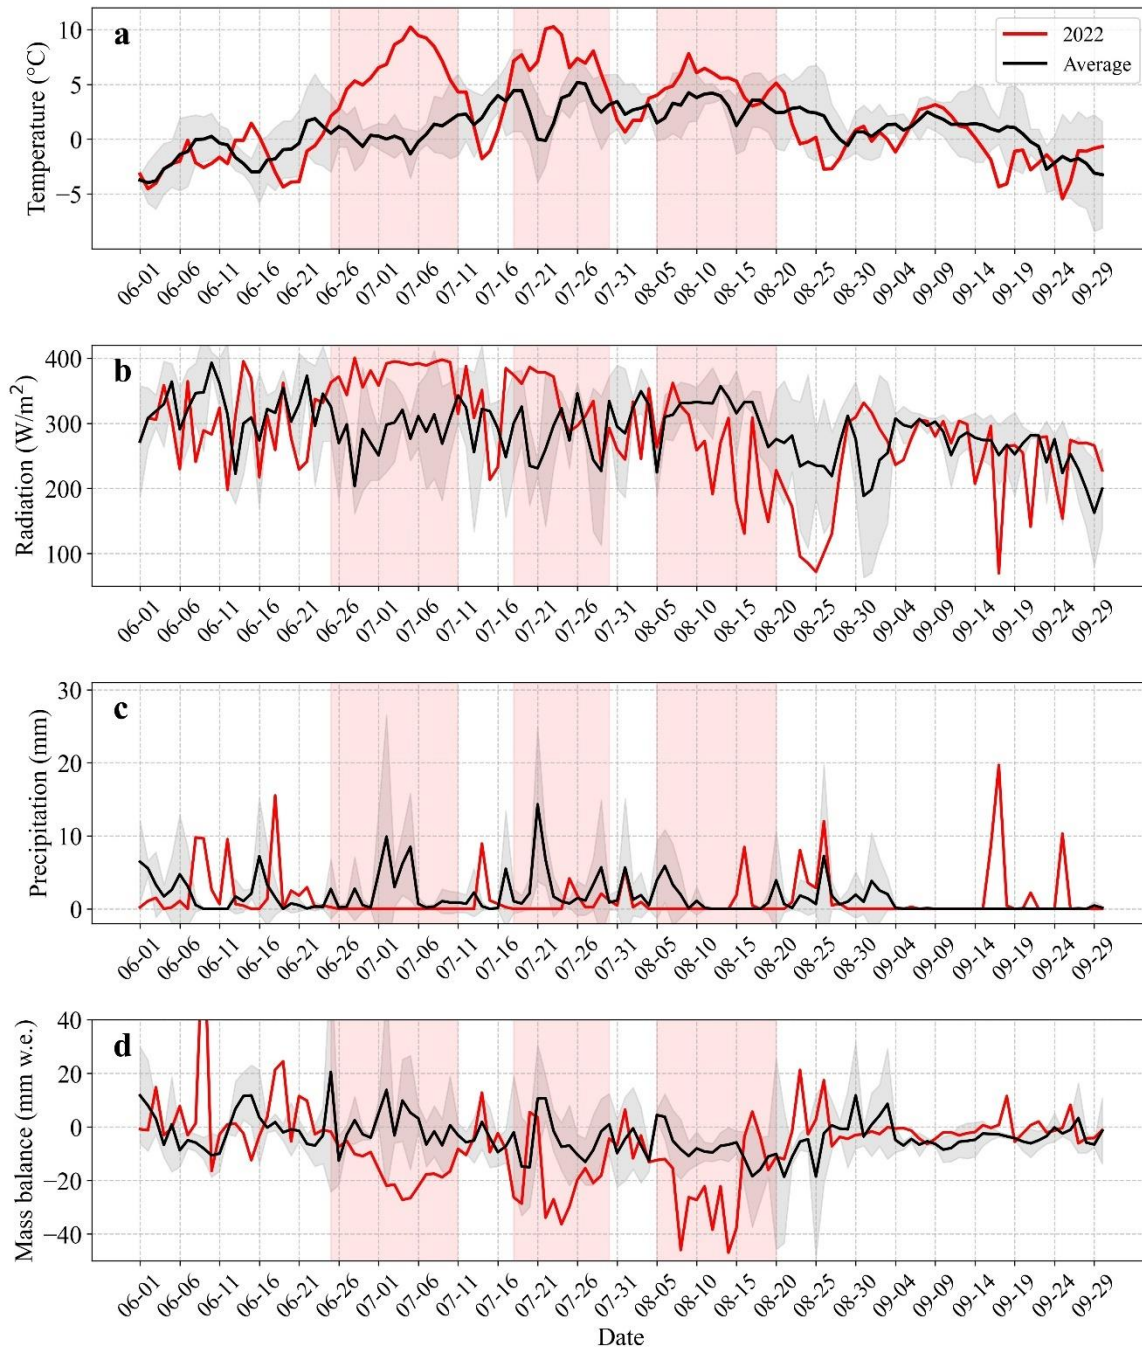 a
2022
Average
Temperature (°C)
10
5
0
−5
06-01 06-06 06-11 06-16 06-21 06-26 07-01 07-06 07-11 07-16 07-21 07-26 07-31 08-05 08-10 08-15 08-20 08-25 08-30 09-04 09-09 09-14 09-19 09-24 09-29
b
Radiation (W/m²)
400
300
200
100
06-01 06-06 06-11 06-16 06-21 06-26 07-01 07-06 07-11 07-16 07-21 07-26 07-31 08-05 08-10 08-15 08-20 08-25 08-30 09-04 09-09 09-14 09-19 09-24 09-29
c
Precipitation (mm)
30
20
10
0
06-01 06-06 06-11 06-16 06-21 06-26 07-01 07-06 07-11 07-16 07-21 07-26 07-31 08-05 08-10 08-15 08-20 08-25 08-30 09-04 09-09 09-14 09-19 09-24 09-29
d
Mass balance (mm w.e.)
40
20
0
−20
−40
06-01 06-06 06-11 06-16 06-21 06-26 07-01 07-06 07-11 07-16 07-21 07-26 07-31 08-05 08-10 08-15 08-20 08-25 08-30 09-04 09-09 09-14 09-19 09-24 09-29
Date